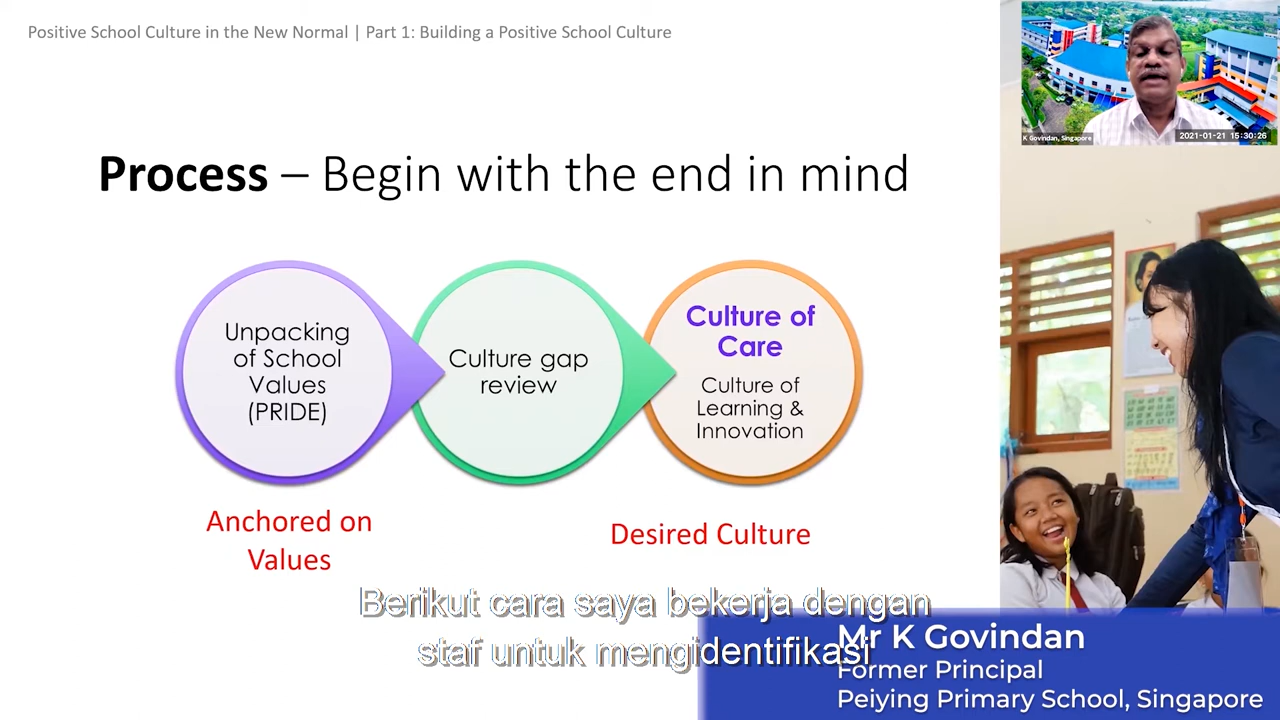 Positive School Culture in the New Normal | Part 1: Building a Positive School Culture
K Govindan, Singapore
2021-01-21 15:30:26
Process – Begin with the end in mind
Unpacking
of School
Values
(PRIDE)
Culture gap
review
Culture of
Care
Culture of
Learning &
Innovation
Anchored on
Values
Desired Culture
Berikut cara saya bekerja dengan
staf untuk mengidentifikasi
Mr K Govindan
Former Principal
Peiying Primary School, Singapore